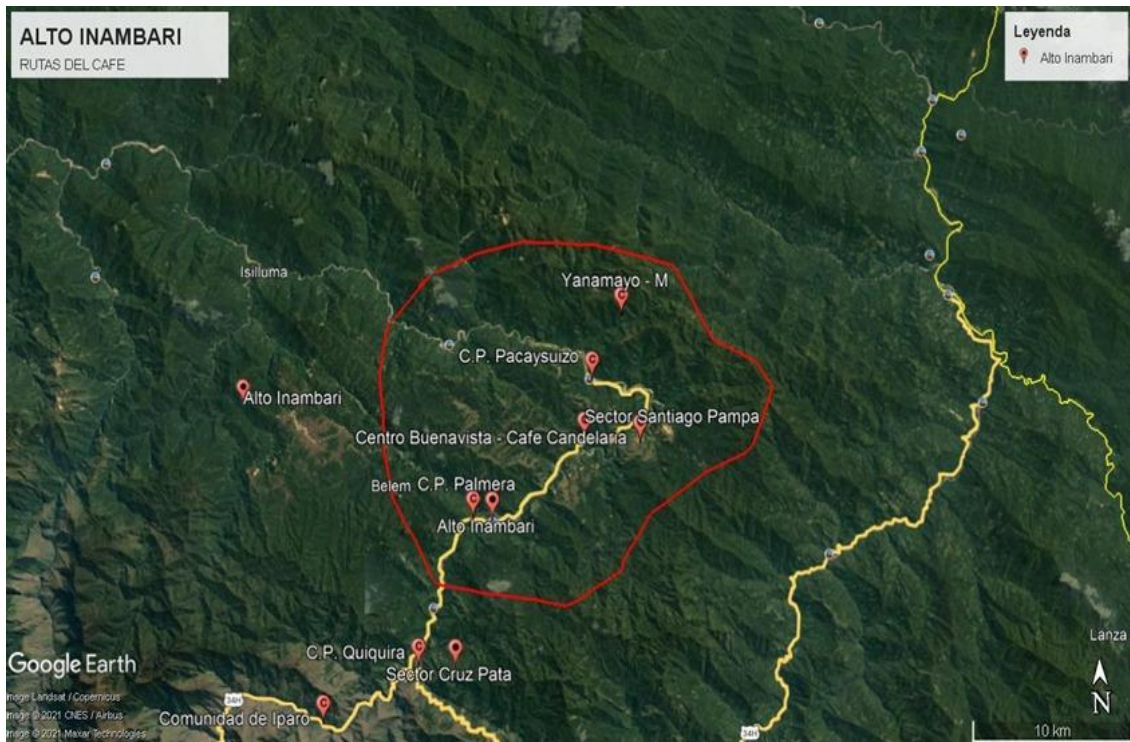 ALTO INAMBARI
RUTAS DEL CAFE
Leyenda
C Alto Inambari
Isilluma
Yanamayo - M
C
C.P. Pacaysuizo C
Alto Inambari
C Sector Santiago Pampa
Centro Buenavista - Cafe Candelaria C
Belem C.P. Palmera
C
Alto Inambari
C.P. Quiquira C
Sector Cruz Pata
Lanza
Google Earth
Image Landsat / Copernicus
Image © 2021 CNES / Airbus
Image © 2021 Maxar Technologies
34H
C
Comunidad de Iparo
34H
N
10 km